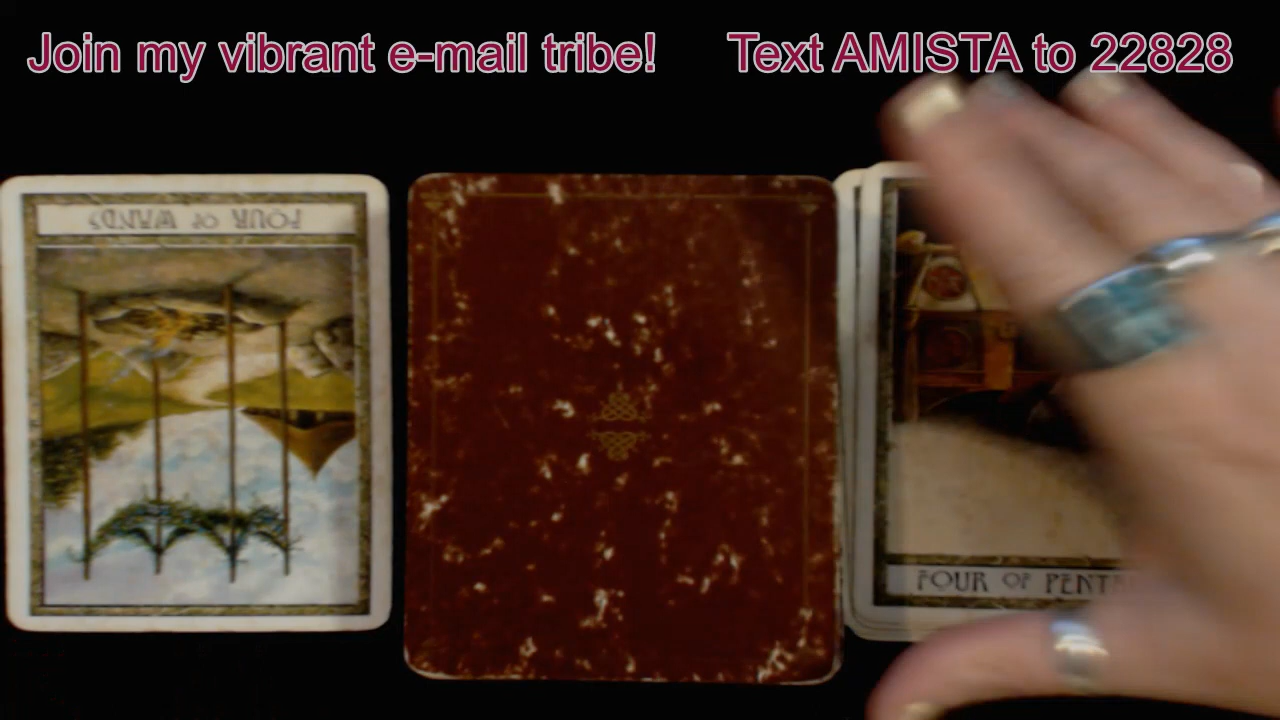 Join my vibrant e-mail tribe! Text AMISTA to 22828
FOUR OF WANDS
FOUR OF PENT